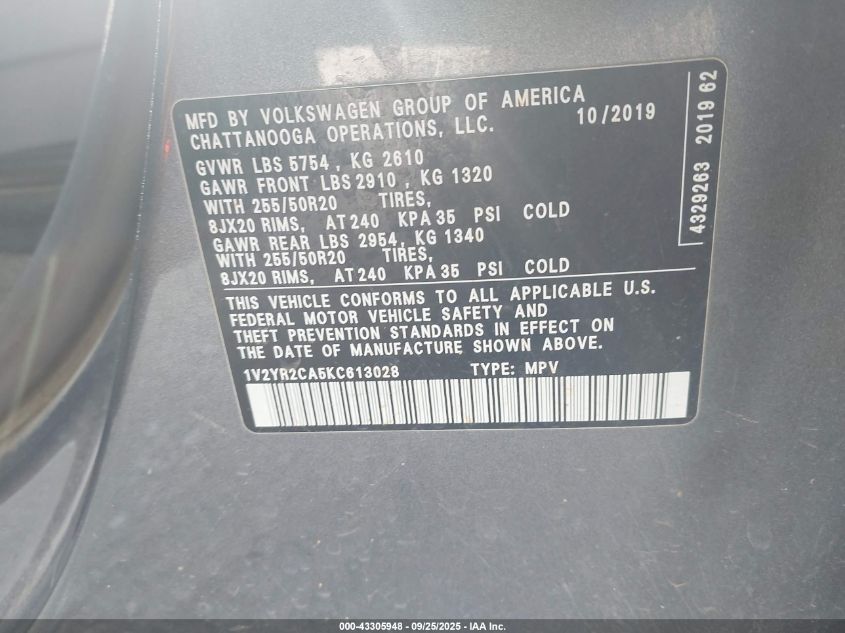 MFD BY VOLKSWAGEN GROUP OF AMERICA
CHATTANOOGA OPERATIONS, LLC. 10/2019
GVWR LBS 5754 , KG 2610
GAWR FRONT LBS 2910 , KG 1320
WITH 255/50R20 TIRES,
8JX20 RIMS, AT 240 KPA 35 PSI COLD
GAWR REAR LBS 2954, KG 1340
WITH 255/50R20 TIRES,
8JX20 RIMS, AT 240 KPA 35 PSI COLD
THIS VEHICLE CONFORMS TO ALL APPLICABLE U.S.
FEDERAL MOTOR VEHICLE SAFETY AND
THEFT PREVENTION STANDARDS IN EFFECT ON
THE DATE OF MANUFACTURE SHOWN ABOVE.
1V2YR2CA5KC613028 TYPE: MPV
4329263 2019 62
000-43305948 - 09/25/2025 - IAA Inc.